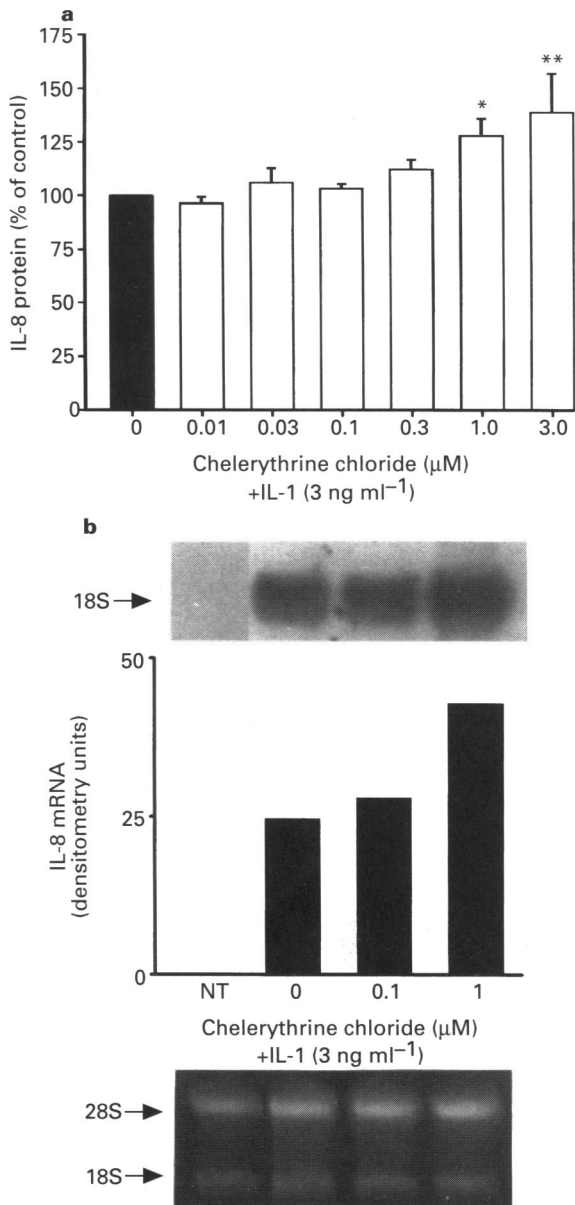 a
IL-8 protein (% of control)
175
150
125
100
75
50
25
0
*
**
0 0.01 0.03 0.1 0.3 1.0 3.0
Chelerythrine chloride (µM)
+IL-1 (3 ng ml⁻¹)
b
18S
IL-8 mRNA
(densitometry units)
50
25
0
NT 0 0.1 1
Chelerythrine chloride (µM)
+IL-1 (3 ng ml⁻¹)
28S
18S